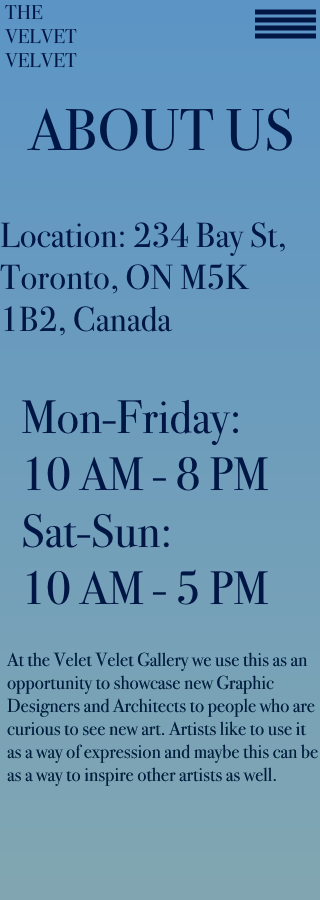 THE
VELVET
VELVET
ABOUT US
Location: 234 Bay St,
Toronto, ON M5K
1B2, Canada
Mon-Friday:
10 AM - 8 PM
Sat-Sun:
10 AM - 5 PM
At the Velet Velvet Gallery we use this as an
opportunity to showcase new Graphic
Designers and Architects to people who are
curious to see new art. Artists like to use it
as a way of expression and maybe this can be
as a way to inspire other artists as well.